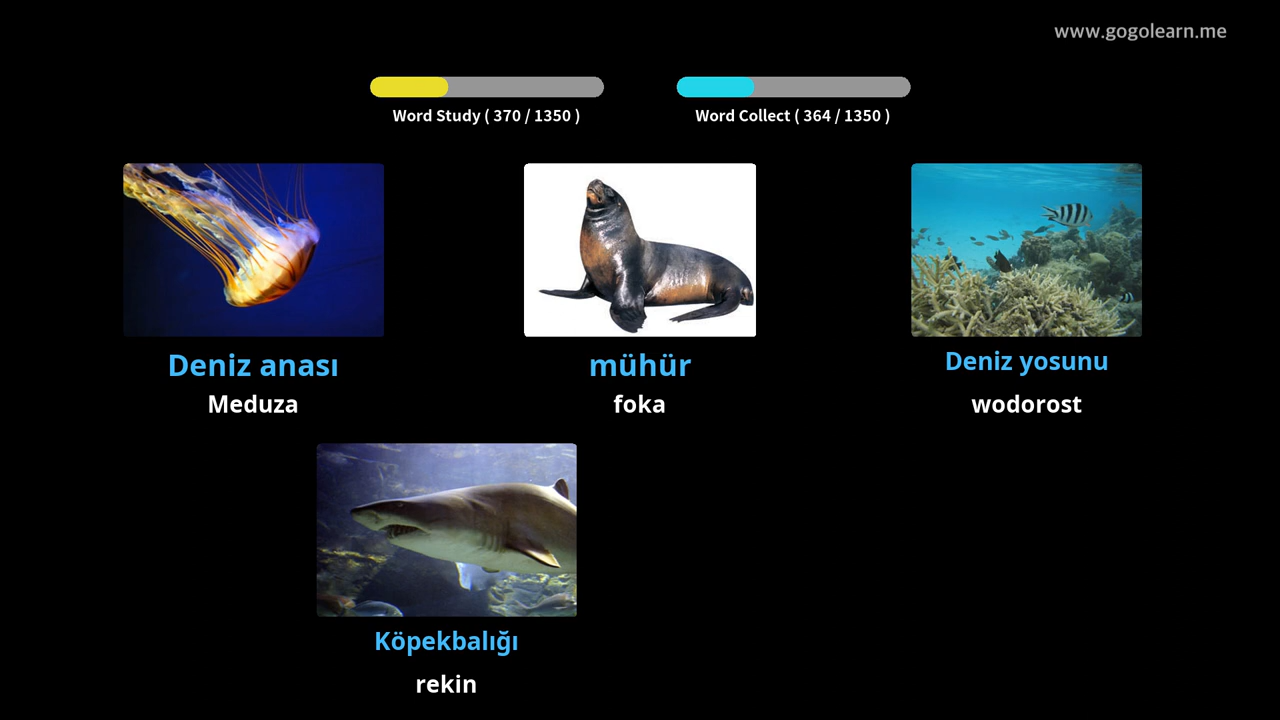 www.gogolearn.me
Word Study ( 370 / 1350 )
Word Collect ( 364 / 1350 )
Deniz anası
Meduza
mühür
foka
Deniz yosunu
wodorost
Köpekbalığı
rekin